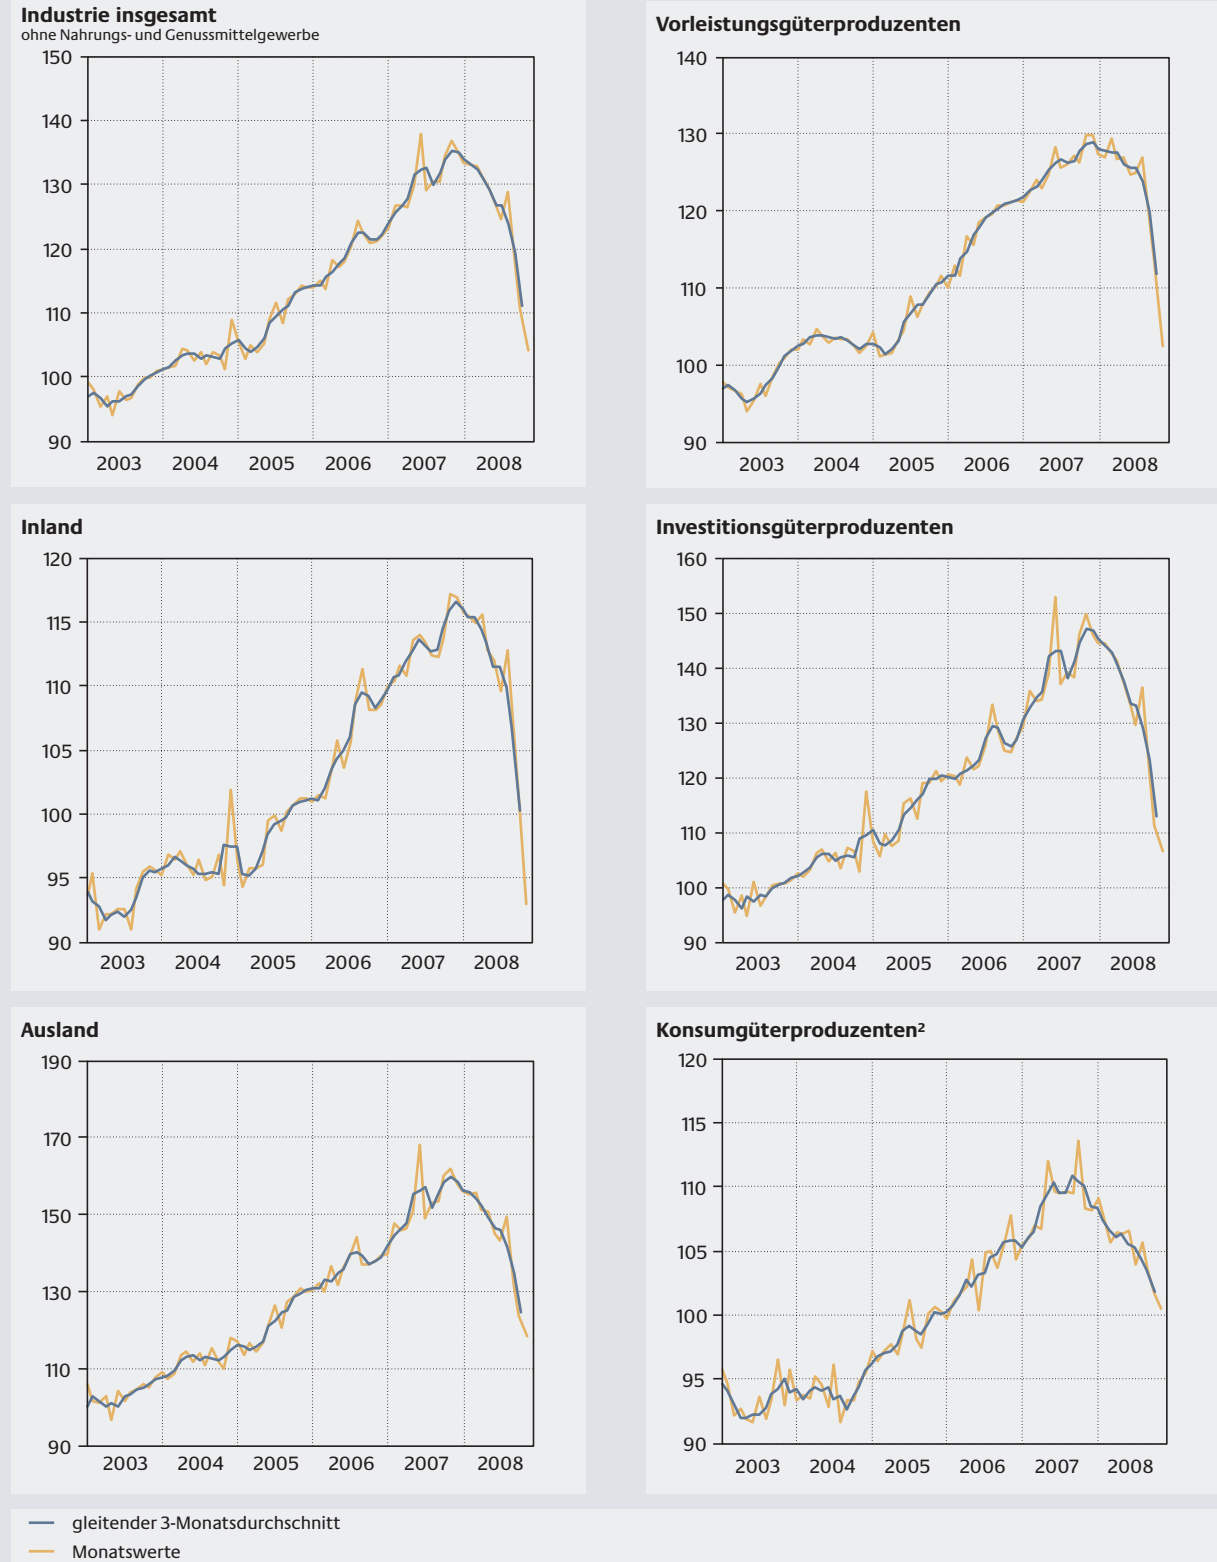 Industrie insgesamt
ohne Nahrungs- und Genussmittelgewerbe
150
140
130
120
110
100
90
2003 2004 2005 2006 2007 2008
Vorleistungsgüterproduzenten
140
130
120
110
100
90
2003 2004 2005 2006 2007 2008
Inland
120
115
110
105
100
95
90
2003 2004 2005 2006 2007 2008
Investitionsgüterproduzenten
160
150
140
130
120
110
100
90
2003 2004 2005 2006 2007 2008
Ausland
190
170
150
130
110
90
2003 2004 2005 2006 2007 2008
Konsumgüterproduzenten²
120
115
110
105
100
95
90
2003 2004 2005 2006 2007 2008
gleitender 3-Monatsdurchschnitt
Monatswerte